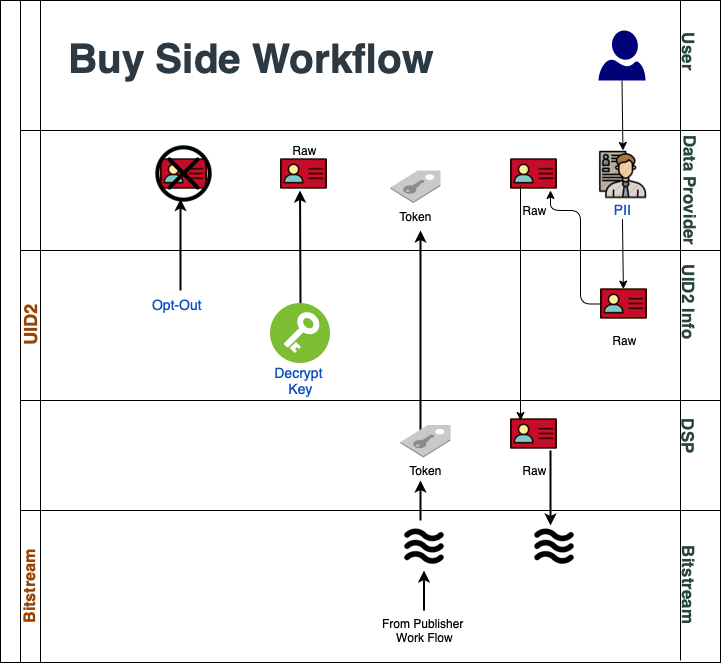 Buy Side Workflow
User
Raw
Token
Raw
PII
Data Provider
Opt-Out
Decrypt
Key
Raw
UID2 Info
UID2
Token
Raw
DSP
From Publisher
Work Flow
Bitstream
Bitstream